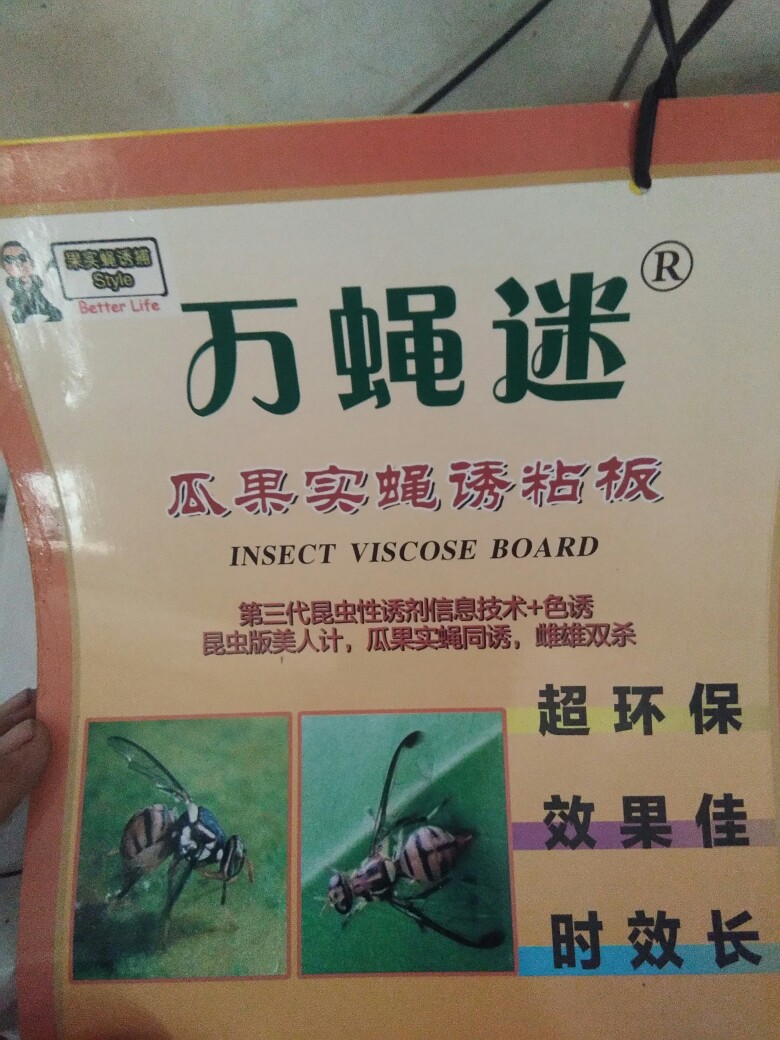 果实蝇诱捕
Style
Better Life
万蝇迷®
瓜果实蝇诱粘板
INSECT VISCOSE BOARD
第三代昆虫性诱剂信息技术+色诱
昆虫版美人计，瓜果实蝇同诱，雌雄双杀
超环保
效果佳
时效长